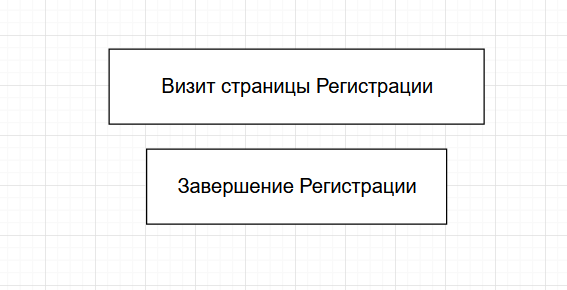 Визит страницы Регистрации
Завершение Регистрации